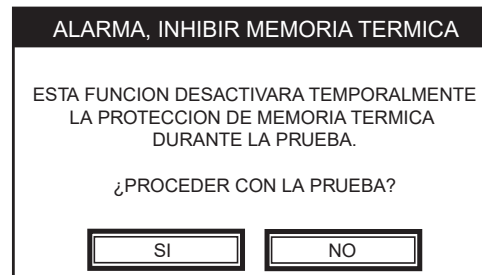 ALARMA, INHIBIR MEMORIA TERMICA
ESTA FUNCION DESACTIVARA TEMPORALMENTE
LA PROTECCION DE MEMORIA TERMICA
DURANTE LA PRUEBA.
¿PROCEDER CON LA PRUEBA?
SI
NO